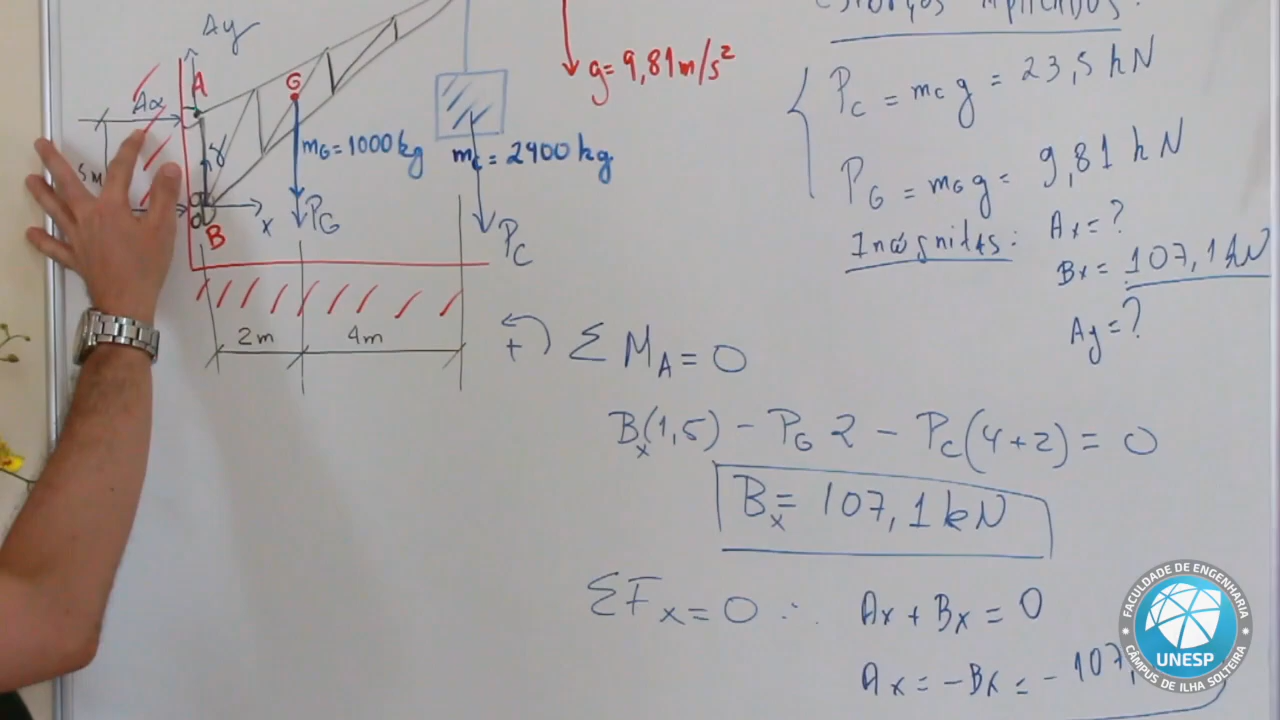 Ay
A
Ax
G
g = 9,81 m/s²
mG = 1000 kg
mc = 2400 kg
5 M
γ
B
x
PG
Pc
2m
4m
Aplicados:
Pc = mc g = 23,5 kN
PG = mG g = 9,81 kN
Incógnitas:
Ax = ?
Bx = 107,1 kN
Ay = ?
+ Σ MA = 0
Bx(1,5) - PG 2 - Pc(4+2) = 0
Bx = 107,1 kN
ΣFx = 0 ∴ Ax + Bx = 0
Ax = -Bx = - 107,
FACULDADE DE ENGENHARIA
UNESP
CÂMPUS DE ILHA SOLTEIRA